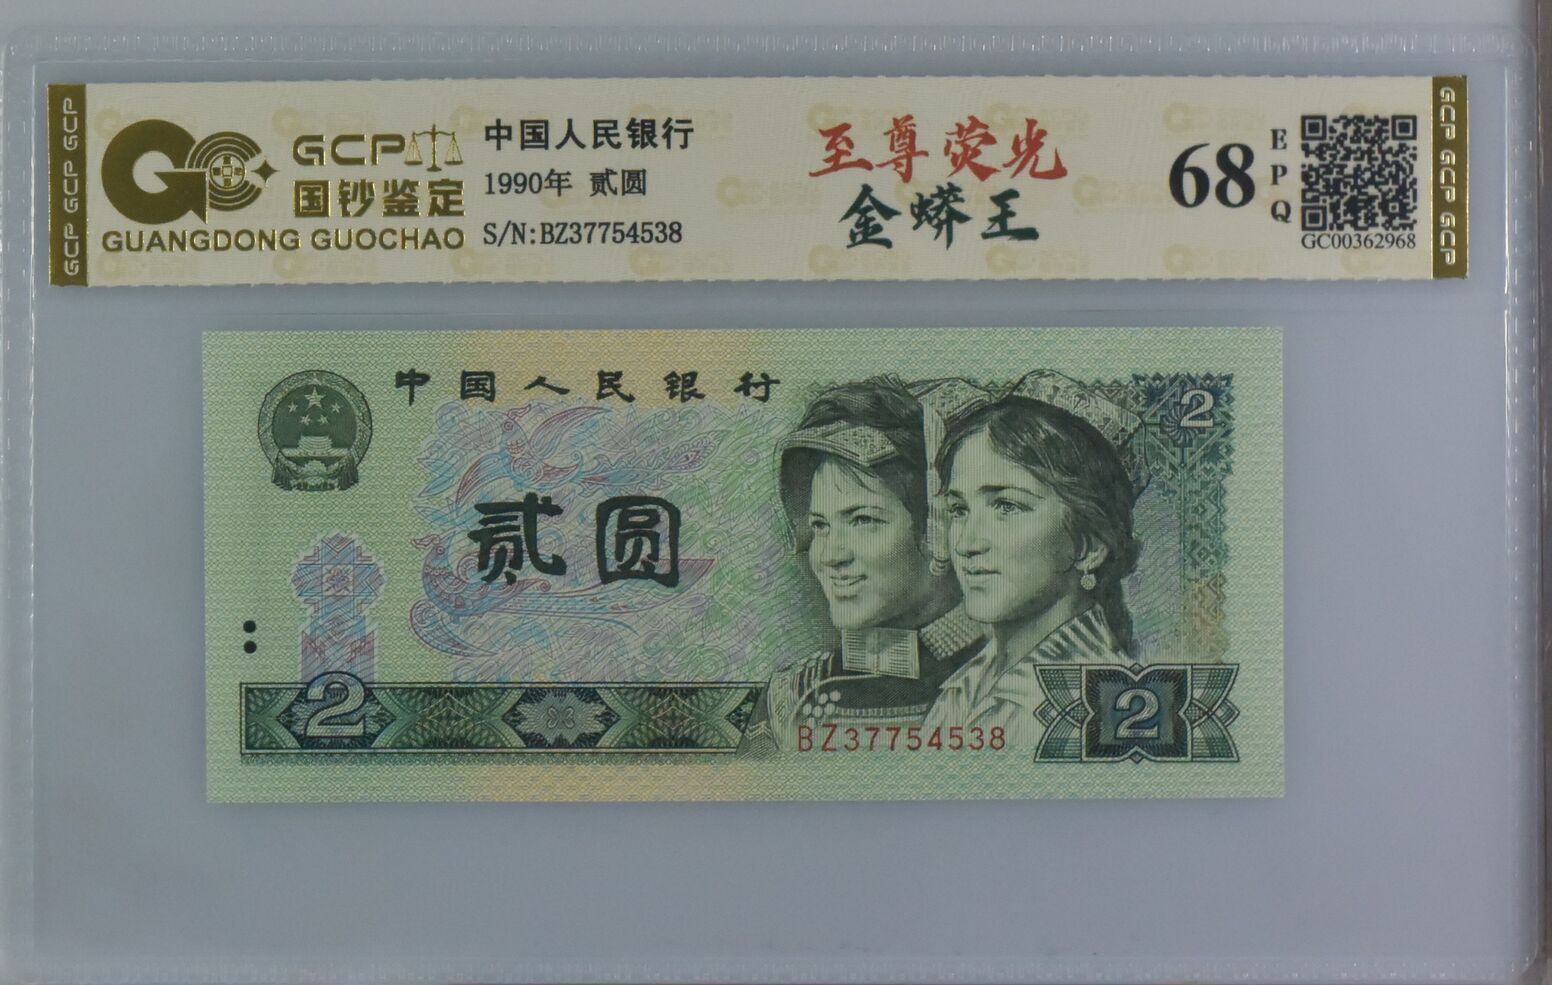 GCP GCP GCP
GCP
国钞鉴定
GUANGDONG GUOCHAO
中国人民银行
1990年 贰圆
S/N:BZ37754538
至尊荧光
金蟒王
68
EPQ
GC00362968
GCP GCP GCP
中国人民银行
2
贰圆
2
2
BZ37754538